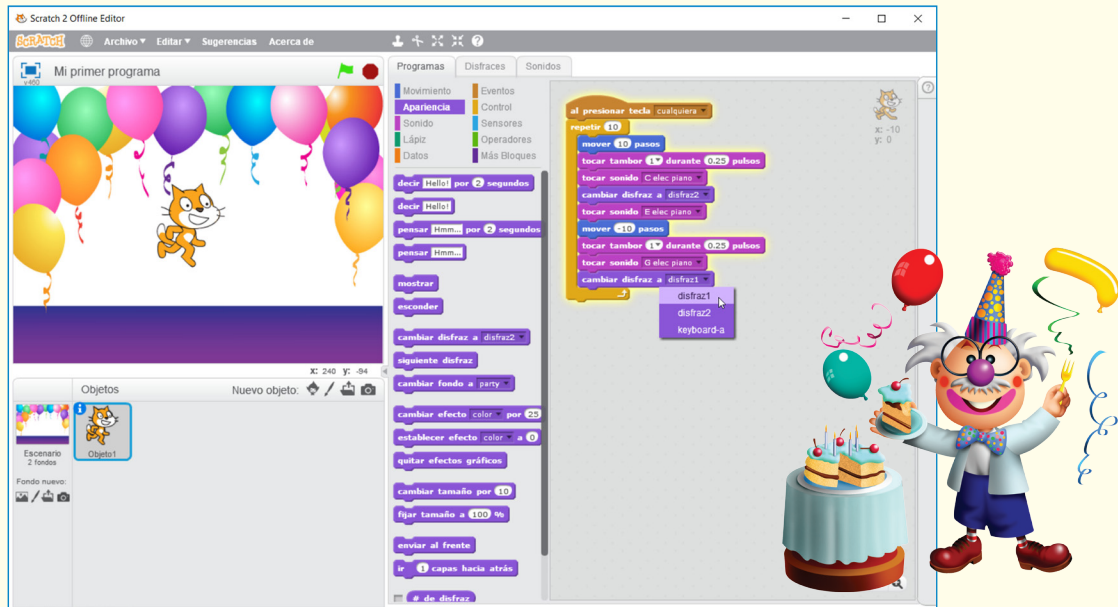 Scratch 2 Offline Editor
SCRATCH Archivo Editar Sugerencias Acerca de
v460 Mi primer programa
Programas Disfraces Sonidos
Movimiento Eventos
Apariencia Control
Sonido Sensores
Lápiz Operadores
Datos Más Bloques
decir Hello! por 2 segundos
decir Hello!
pensar Hmm... por 2 segundos
pensar Hmm...
mostrar
esconder
cambiar disfraz a disfraz2
siguiente disfraz
cambiar fondo a party
cambiar efecto color por 25
establecer efecto color a 0
quitar efectos gráficos
cambiar tamaño por 10
fijar tamaño a 100 %
enviar al frente
ir 1 capas hacia atrás
# de disfraz
al presionar tecla cualquiera
repetir 10
mover 10 pasos
tocar tambor 1 durante 0.25 pulsos
tocar sonido C elec piano
cambiar disfraz a disfraz2
tocar sonido E elec piano
mover -10 pasos
tocar tambor 1 durante 0.25 pulsos
tocar sonido G elec piano
cambiar disfraz a disfraz1
disfraz1
disfraz2
keyboard-a
x: -10
y: 0
X: 240 y: -94
Objetos Nuevo objeto:
Escenario
2 fondos
Objeto1
Fondo nuevo: